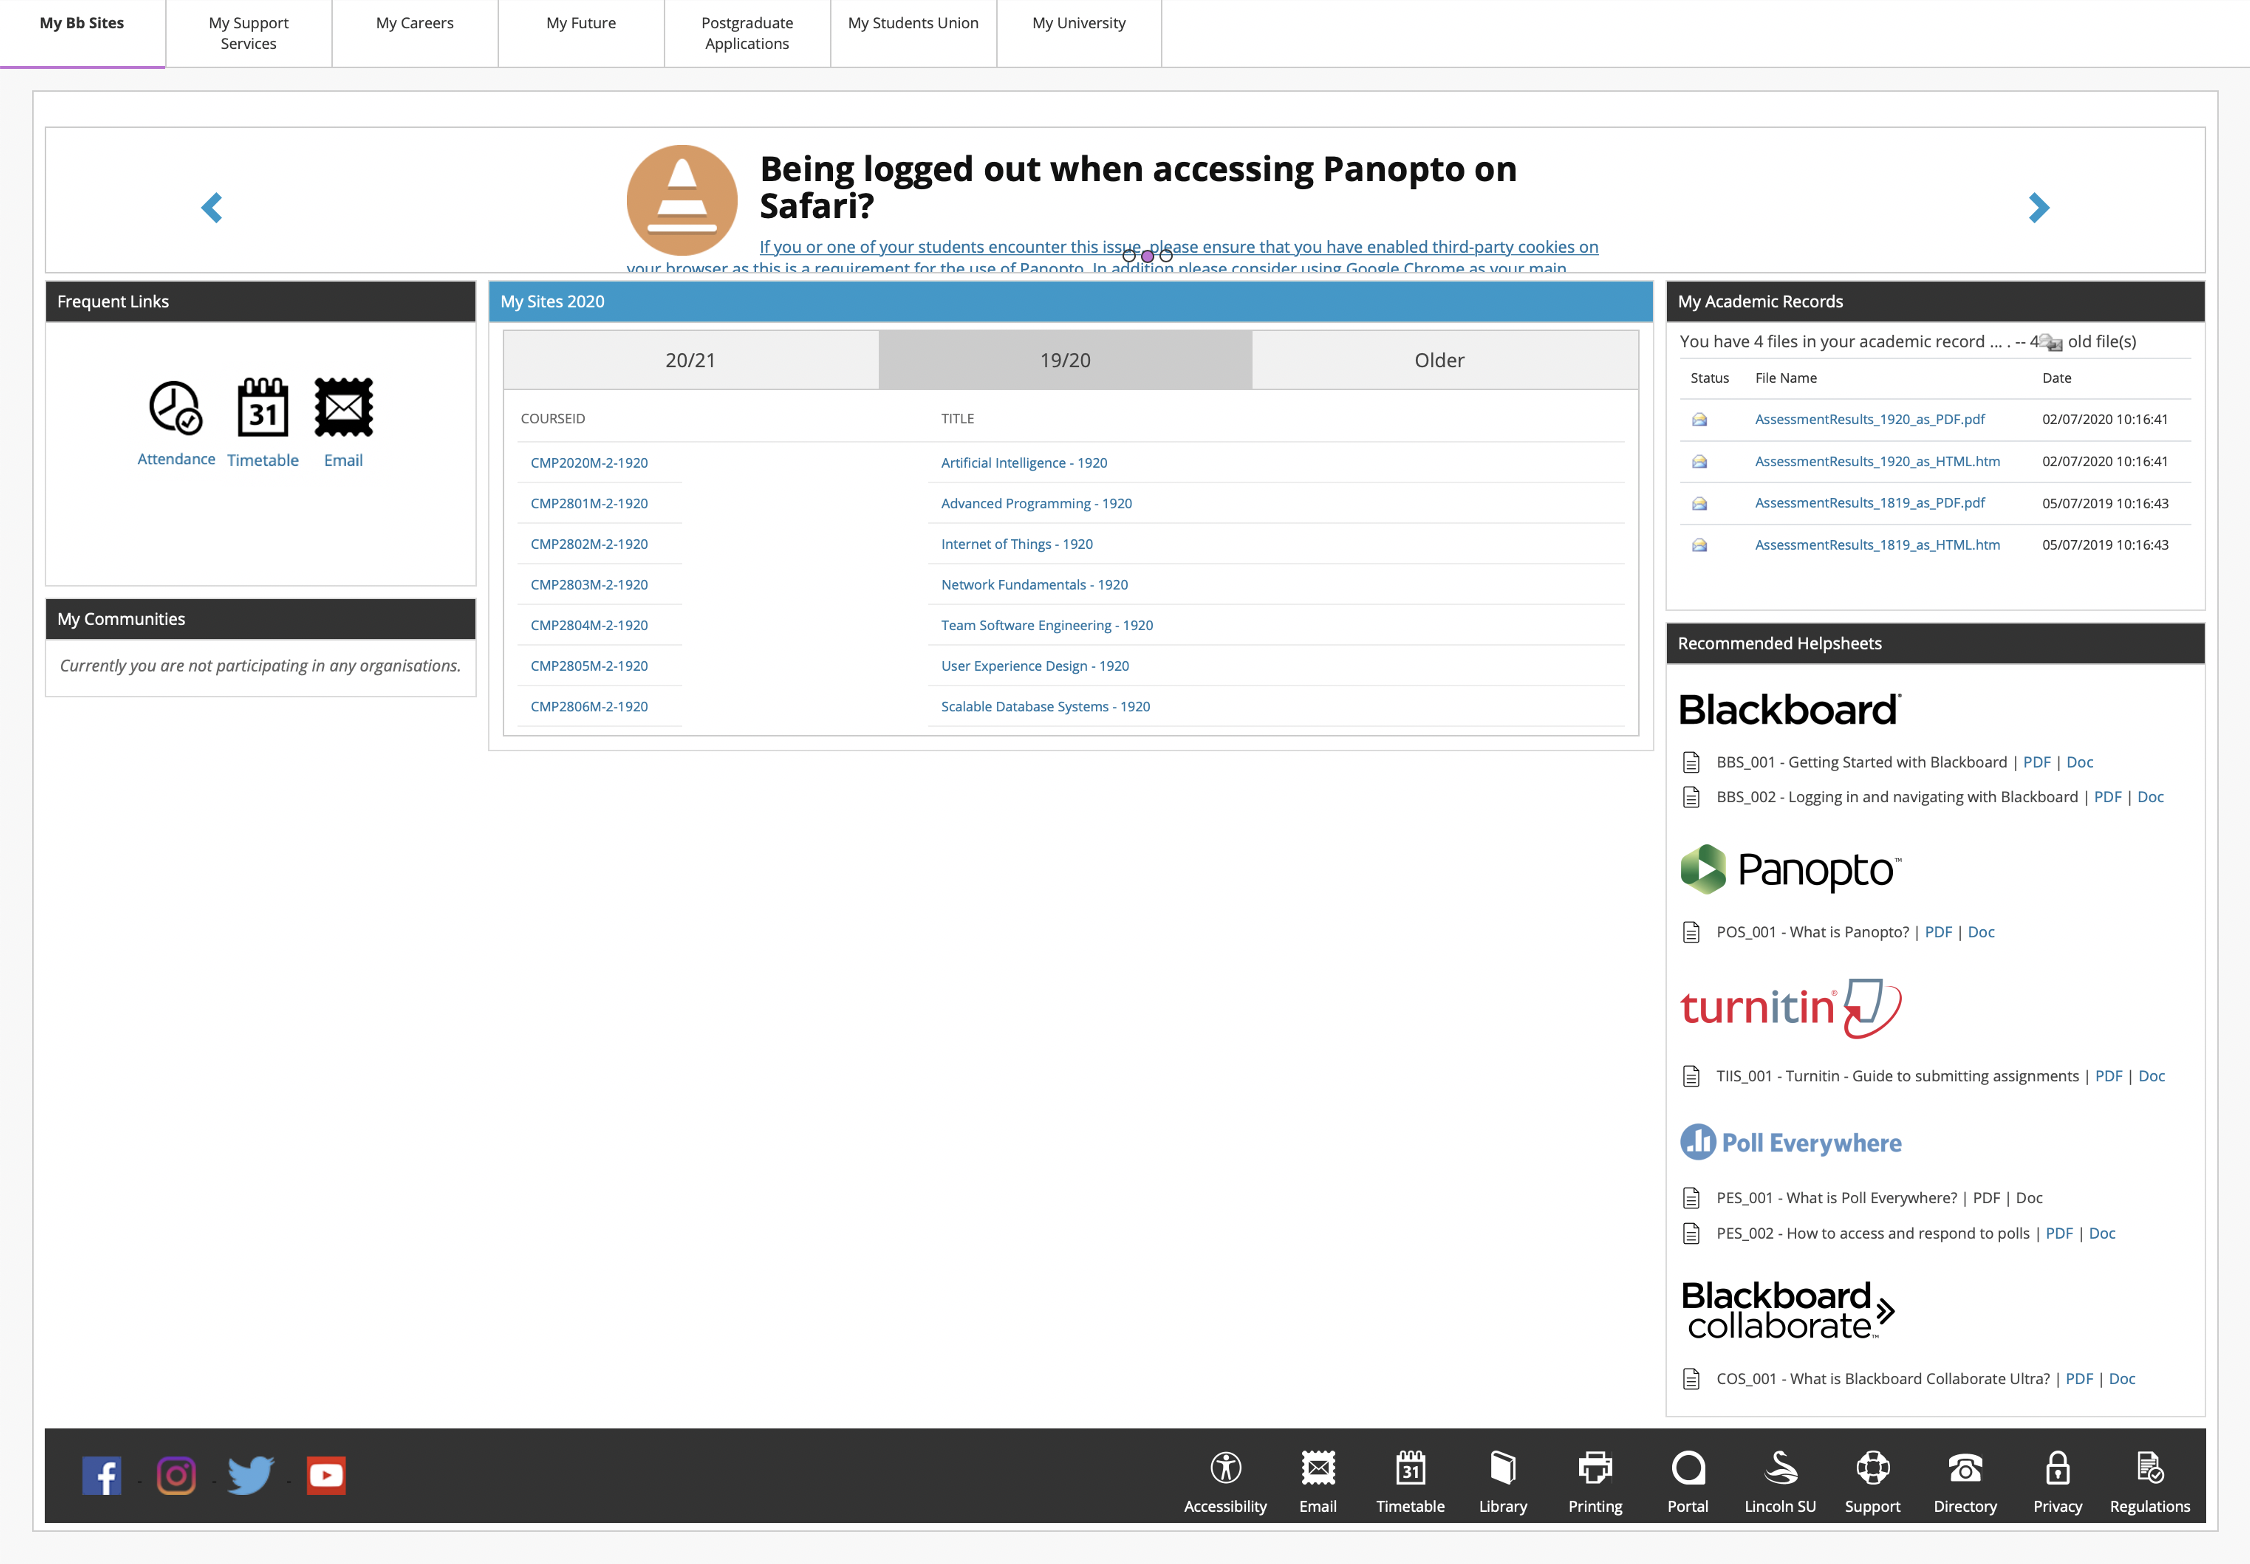 My Bb Sites
My Support
Services
My Careers
My Future
Postgraduate
Applications
My Students Union
My University
Being logged out when accessing Panopto on
Safari?
If you or one of your students encounter this issue, please ensure that you have enabled third-party cookies on
your browser as this is a requirement for the use of Panopto. In addition please consider using Google Chrome as your main
Frequent Links
31
Attendance Timetable Email
My Communities
Currently you are not participating in any organisations.
My Sites 2020
20/21 19/20 Older
COURSEID TITLE
CMP2020M-2-1920 Artificial Intelligence - 1920
CMP2801M-2-1920 Advanced Programming - 1920
CMP2802M-2-1920 Internet of Things - 1920
CMP2803M-2-1920 Network Fundamentals - 1920
CMP2804M-2-1920 Team Software Engineering - 1920
CMP2805M-2-1920 User Experience Design - 1920
CMP2806M-2-1920 Scalable Database Systems - 1920
My Academic Records
You have 4 files in your academic record ... . -- 4 old file(s)
Status File Name Date
AssessmentResults_1920_as_PDF.pdf 02/07/2020 10:16:41
AssessmentResults_1920_as_HTML.htm 02/07/2020 10:16:41
AssessmentResults_1819_as_PDF.pdf 05/07/2019 10:16:43
AssessmentResults_1819_as_HTML.htm 05/07/2019 10:16:43
Recommended Helpsheets
Blackboard
BBS_001 - Getting Started with Blackboard | PDF | Doc
BBS_002 - Logging in and navigating with Blackboard | PDF | Doc
Panopto™
POS_001 - What is Panopto? | PDF | Doc
turnitin
TIIS_001 - Turnitin - Guide to submitting assignments | PDF | Doc
Poll Everywhere
PES_001 - What is Poll Everywhere? | PDF | Doc
PES_002 - How to access and respond to polls | PDF | Doc
Blackboard
collaborate™
COS_001 - What is Blackboard Collaborate Ultra? | PDF | Doc
31
Accessibility Email Timetable Library Printing Portal Lincoln SU Support Directory Privacy Regulations